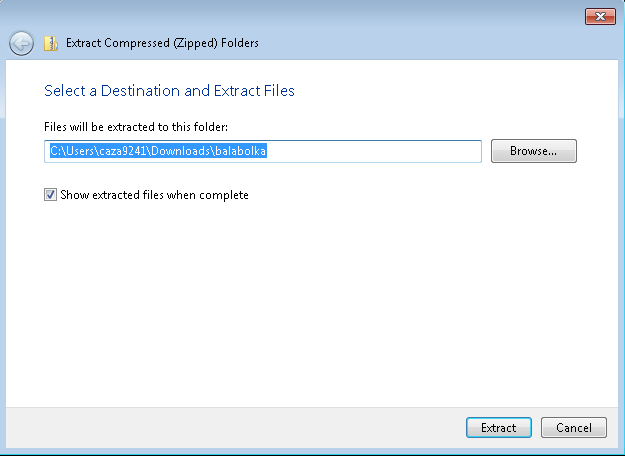 Extract Compressed (Zipped) Folders
Select a Destination and Extract Files
Files will be extracted to this folder:
C:\Users\caza9241\Downloads\balabolka
Browse...
Show extracted files when complete
Extract
Cancel